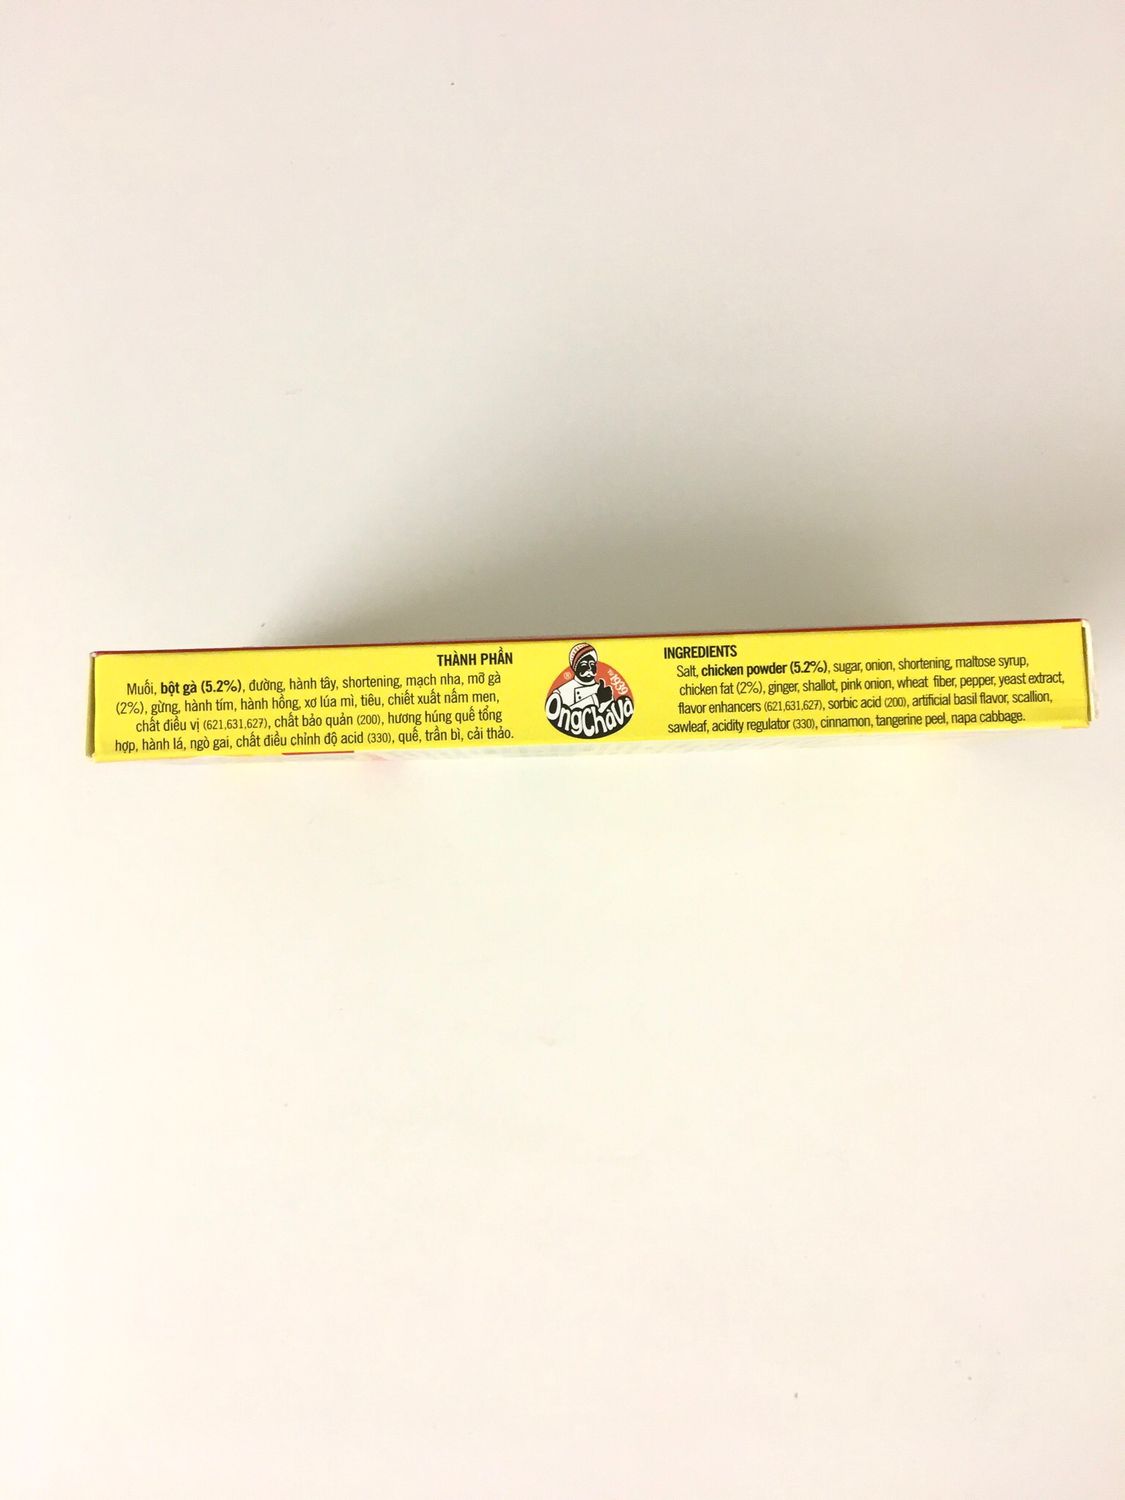 THÀNH PHẦN
Muối, bột gà (5.2%), đường, hành tây, shortening, mạch nha, mỡ gà
(2%), gừng, hành tím, hành hồng, xơ lúa mì, tiêu, chiết xuất nấm men,
chất điều vị (621,631,627), chất bảo quản (200), hương húng quế tổng
hợp, hành lá, ngò gai, chất điều chỉnh độ acid (330), quế, trần bì, cải thảo.
® TM 1939
OngChaVa
INGREDIENTS
Salt, chicken powder (5.2%), sugar, onion, shortening, maltose syrup,
chicken fat (2%), ginger, shallot, pink onion, wheat fiber, pepper, yeast extract,
flavor enhancers (621,631,627), sorbic acid (200), artificial basil flavor, scallion,
sawleaf, acidity regulator (330), cinnamon, tangerine peel, napa cabbage.